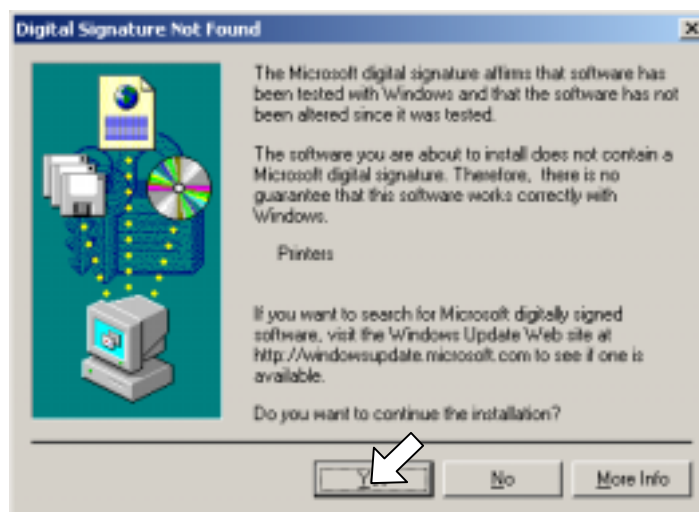 Digital Signature Not Found
The Microsoft digital signature affirms that software has
been tested with Windows and that the software has not
been altered since it was tested.
The software you are about to install does not contain a
Microsoft digital signature. Therefore, there is no
guarantee that this software works correctly with
Windows.
Printers
If you want to search for Microsoft digitally signed
software, visit the Windows Update Web site at
http://windowsupdate.microsoft.com to see if one is
available.
Do you want to continue the installation?
No
More Info